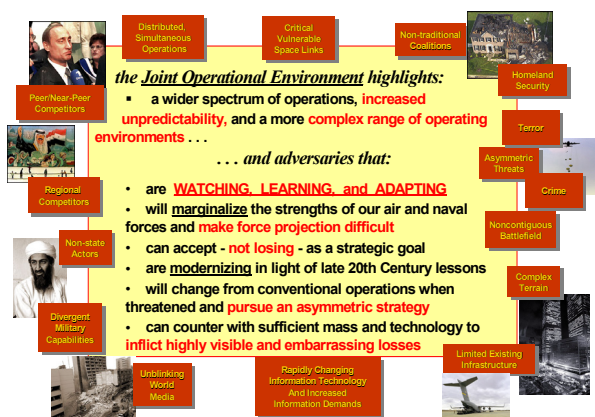 Distributed,
Simultaneous
Operations
Critical
Vulnerable
Space Links
Non-traditional
Coalitions
Peer/Near-Peer
Competitors
Homeland
Security
the Joint Operational Environment highlights:
▪ a wider spectrum of operations, increased
unpredictability, and a more complex range of operating
environments . . .
. . . and adversaries that:
• are WATCHING, LEARNING, and ADAPTING
• will marginalize the strengths of our air and naval
forces and make force projection difficult
• can accept - not losing - as a strategic goal
• are modernizing in light of late 20th Century lessons
• will change from conventional operations when
threatened and pursue an asymmetric strategy
• can counter with sufficient mass and technology to
inflict highly visible and embarrassing losses
Terror
Asymmetric
Threats
Crime
Regional
Competitors
Noncontiguous
Battlefield
Non-state
Actors
Complex
Terrain
Divergent
Military
Capabilities
Limited Existing
Infrastructure
Unblinking
World
Media
Rapidly Changing
Information Technology
And Increased
Information Demands